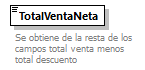 TotalVentaNeta
Se obtiene de la resta de los
campos total venta menos
total descuento